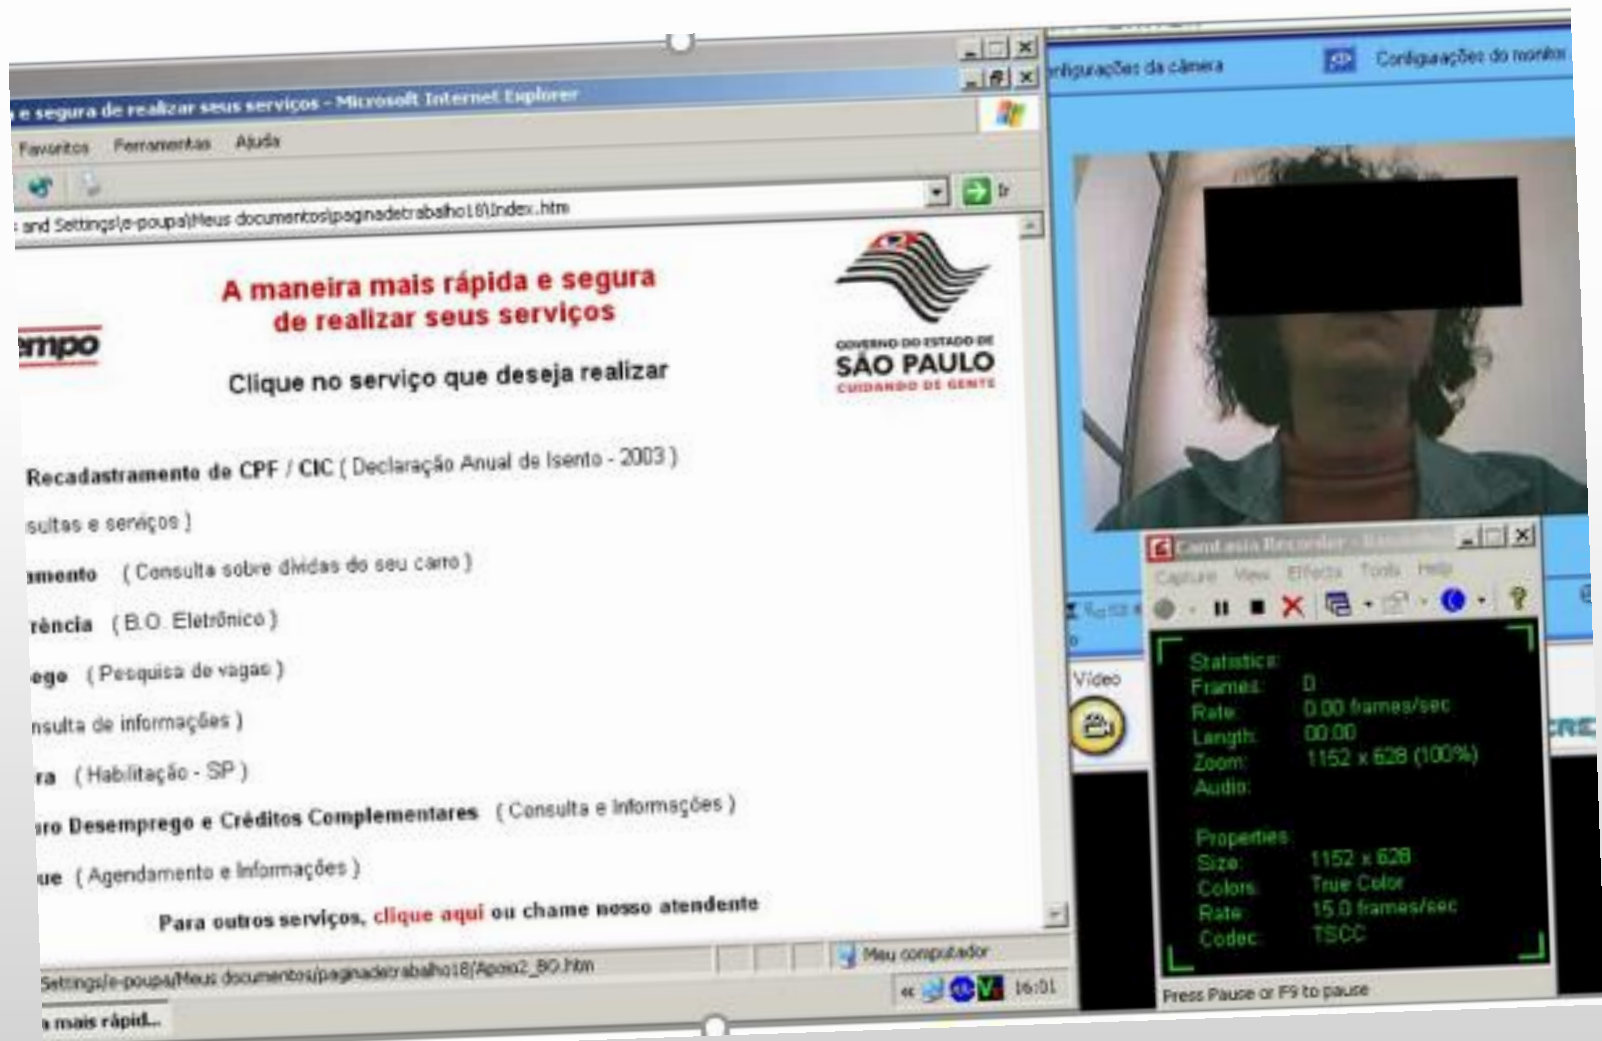 e segura de realizar seus serviços - Microsoft Internet Explorer
Favoritos Ferramentas Ajuda
Ir
and Settings\e-poupa\Meus documentos\paginadetrabalho18\Index.htm
empo
A maneira mais rápida e segura
de realizar seus serviços
Clique no serviço que deseja realizar
GOVERNO DO ESTADO DE
SÃO PAULO
CUIDANDO DE GENTE
Recadastramento de CPF / CIC ( Declaração Anual de Isento - 2003 )
sultas e serviços )
amento ( Consulta sobre dívidas do seu carro )
rência ( B.O. Eletrônico )
ego ( Pesquisa de vagas )
nsulta de informações )
ra ( Habilitação - SP )
uro Desemprego e Créditos Complementares ( Consulta e Informações )
ue ( Agendamento e Informações )
Para outros serviços, clique aqui ou chame nosso atendente
Settings/e-poupa/Meus documentos/paginadetrabalho18/Apoio2_BO.htm
Meu computador
16:01
a mais rápid...
nfigurações da câmera
Configurações do monitor
Camtasia Recorder -
Capture View Effects Tools Help
Vídeo
Statistics:
Frames: 0
Rate: 0.00 frames/sec
Length: 00:00
Zoom: 1152 x 628 (100%)
Audio:
Properties
Size: 1152 x 628
Colors: True Color
Rate: 15.0 frames/sec
Codec: TSCC
Press Pause or F9 to pause